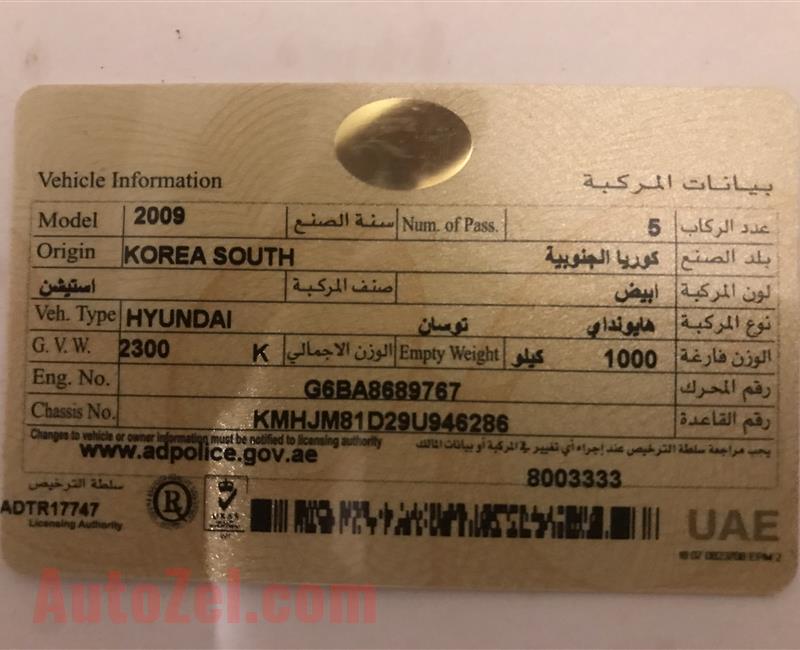 Vehicle Information بيانات المركبة
Model 2009 سنة الصنع Num. of Pass. 5 عدد الركاب
Origin KOREA SOUTH كوريا الجنوبية بلد الصنع
استيشن صنف المركبة ابيض لون المركبة
Veh. Type HYUNDAI توسان هايونداي نوع المركبة
G. V. W. 2300 K الوزن الاجمالي Empty Weight كيلو 1000 الوزن فارغة
Eng. No. G6BA8689767 رقم المحرك
Chassis No. KMHJM81D29U946286 رقم القاعدة
Changes to vehicle or owner information must be notified to licensing authority يجب مراجعة سلطة الترخيص عند إجراء أي تغيير في المركبة أو بيانات المالك
www.adpolice.gov.ae
8003333
سلطة الترخيص
ADTR17747
Licensing Authority
R
UKAS
UAE
AutoZel.com